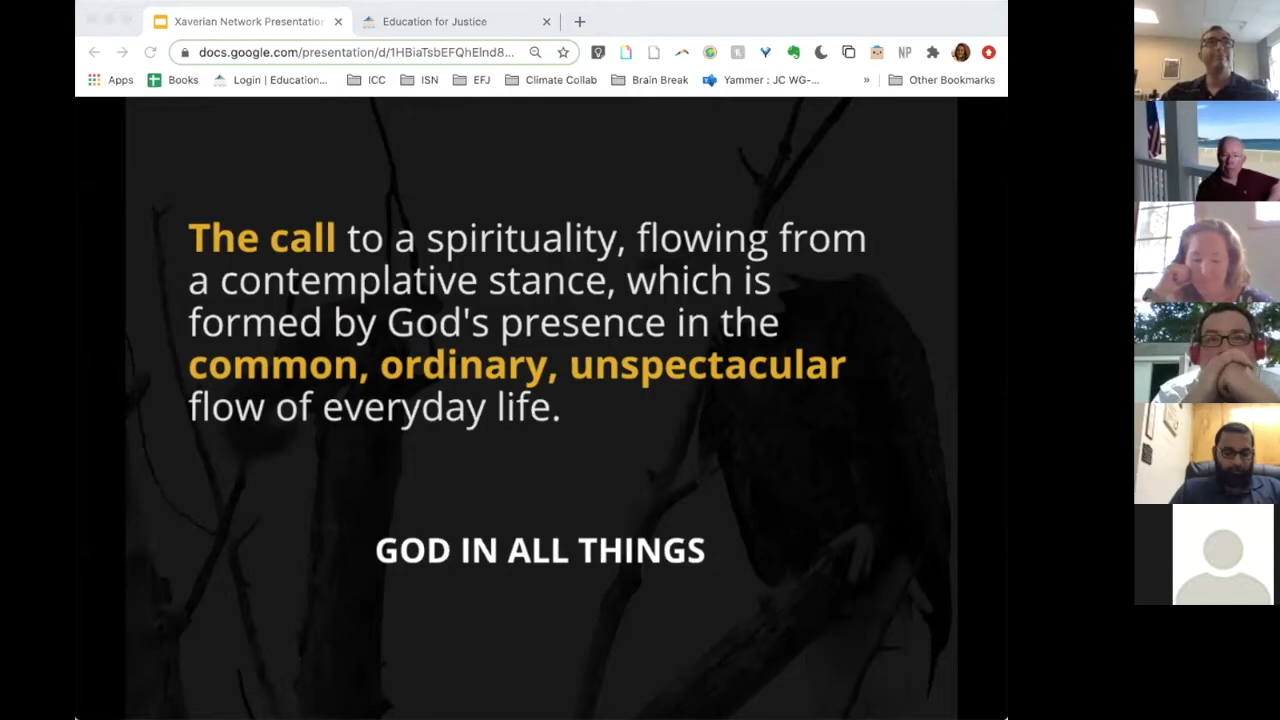 Xaverian Network Presentation
Education for Justice
docs.google.com/presentation/d/1HBiaTsbEFQhEInd8...
Apps
Books
Login | Education...
ICC
ISN
EFJ
Climate Collab
Brain Break
Yammer : JC WG-...
»
Other Bookmarks
NP
The call to a spirituality, flowing from
a contemplative stance, which is
formed by God's presence in the
common, ordinary, unspectacular
flow of everyday life.
GOD IN ALL THINGS